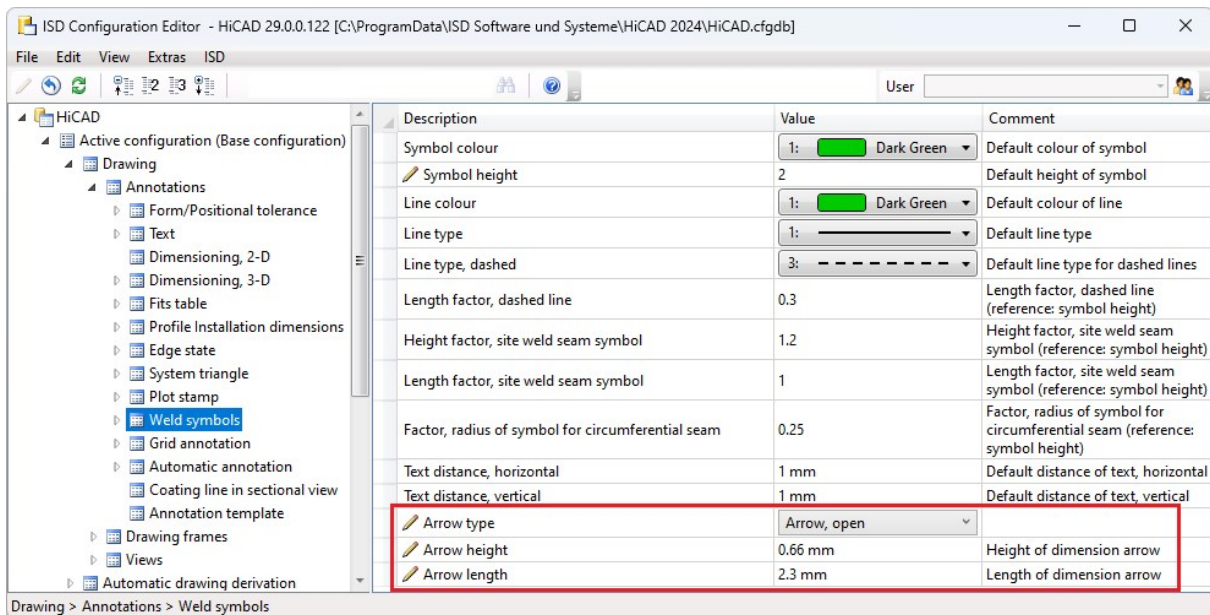 ISD Configuration Editor - HiCAD 29.0.0.122 [C:\ProgramData\ISD Software und Systeme\HiCAD 2024\HiCAD.cfgdb]
File Edit View Extras ISD
2 3 User
HiCAD
Active configuration (Base configuration)
Drawing
Annotations
Form/Positional tolerance
Text
Dimensioning, 2-D
Dimensioning, 3-D
Fits table
Profile Installation dimensions
Edge state
System triangle
Plot stamp
Weld symbols
Grid annotation
Automatic annotation
Coating line in sectional view
Annotation template
Drawing frames
Views
Automatic drawing derivation
Description Value Comment
Symbol colour 1: Dark Green Default colour of symbol
Symbol height 2 Default height of symbol
Line colour 1: Dark Green Default colour of line
Line type 1: Default line type
Line type, dashed 3: Default line type for dashed lines
Length factor, dashed line 0.3 Length factor, dashed line
(reference: symbol height)
Height factor, site weld seam symbol 1.2 Height factor, site weld seam
symbol (reference: symbol height)
Length factor, site weld seam symbol 1 Length factor, site weld seam
symbol (reference: symbol height)
Factor, radius of symbol for circumferential seam 0.25 Factor, radius of symbol for
circumferential seam (reference:
symbol height)
Text distance, horizontal 1 mm Default distance of text, horizontal
Text distance, vertical 1 mm Default distance of text, vertical
Arrow type Arrow, open
Arrow height 0.66 mm Height of dimension arrow
Arrow length 2.3 mm Length of dimension arrow
Drawing > Annotations > Weld symbols